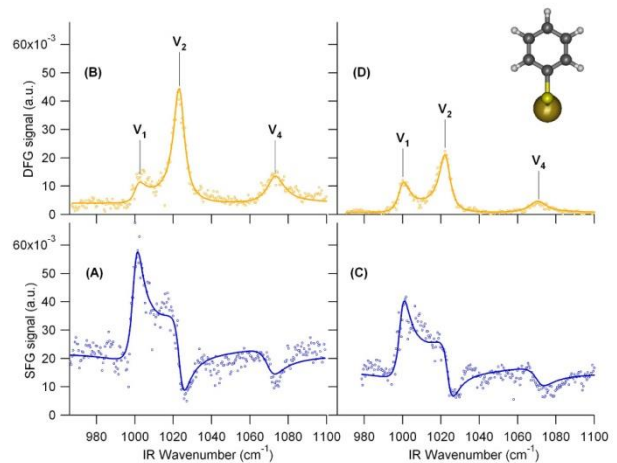 60x10⁻³
50
40
30
20
10
0
DFG signal (a.u.)
(B)
V₁
V₂
V₄
(D)
V₁
V₂
V₄
60x10⁻³
50
40
30
20
10
0
SFG signal (a.u.)
(A)
(C)
980 1000 1020 1040 1060 1080 1100
IR Wavenumber (cm⁻¹)
980 1000 1020 1040 1060 1080 1100
IR Wavenumber (cm⁻¹)